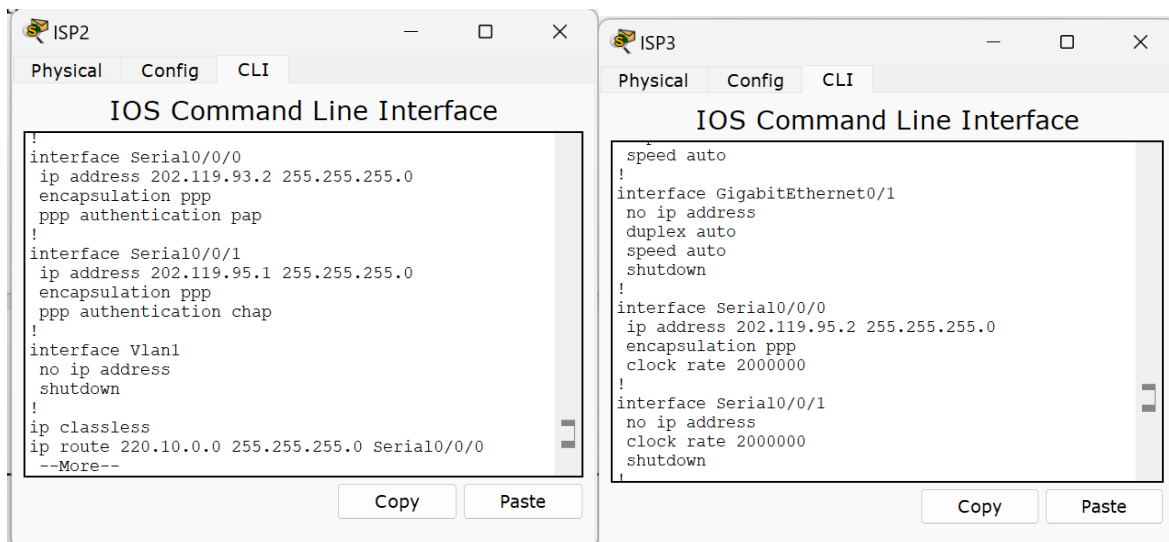 ISP2
Physical Config CLI
IOS Command Line Interface
!
interface Serial0/0/0
ip address 202.119.93.2 255.255.255.0
encapsulation ppp
ppp authentication pap
!
interface Serial0/0/1
ip address 202.119.95.1 255.255.255.0
encapsulation ppp
ppp authentication chap
!
interface Vlan1
no ip address
shutdown
!
ip classless
ip route 220.10.0.0 255.255.255.0 Serial0/0/0
--More--
Copy Paste
ISP3
Physical Config CLI
IOS Command Line Interface
speed auto
!
interface GigabitEthernet0/1
no ip address
duplex auto
speed auto
shutdown
!
interface Serial0/0/0
ip address 202.119.95.2 255.255.255.0
encapsulation ppp
clock rate 2000000
!
interface Serial0/0/1
no ip address
clock rate 2000000
shutdown
!
Copy Paste